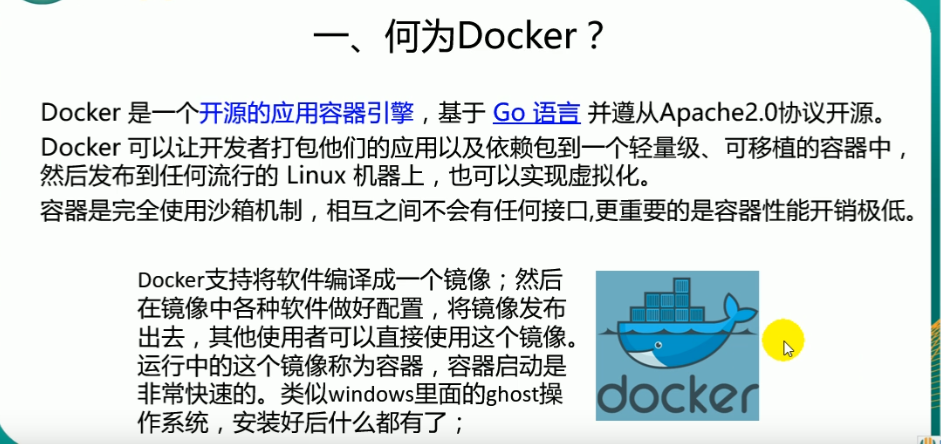 一、何为Docker？
Docker 是一个开源的应用容器引擎，基于 Go 语言 并遵从Apache2.0协议开源。
Docker 可以让开发者打包他们的应用以及依赖包到一个轻量级、可移植的容器中，
然后发布到任何流行的 Linux 机器上，也可以实现虚拟化。
容器是完全使用沙箱机制，相互之间不会有任何接口,更重要的是容器性能开销极低。
Docker支持将软件编译成一个镜像；然后
在镜像中各种软件做好配置，将镜像发布
出去，其他使用者可以直接使用这个镜像。
运行中的这个镜像称为容器，容器启动是
非常快速的。类似windows里面的ghost操
作系统，安装好后什么都有了；
docker